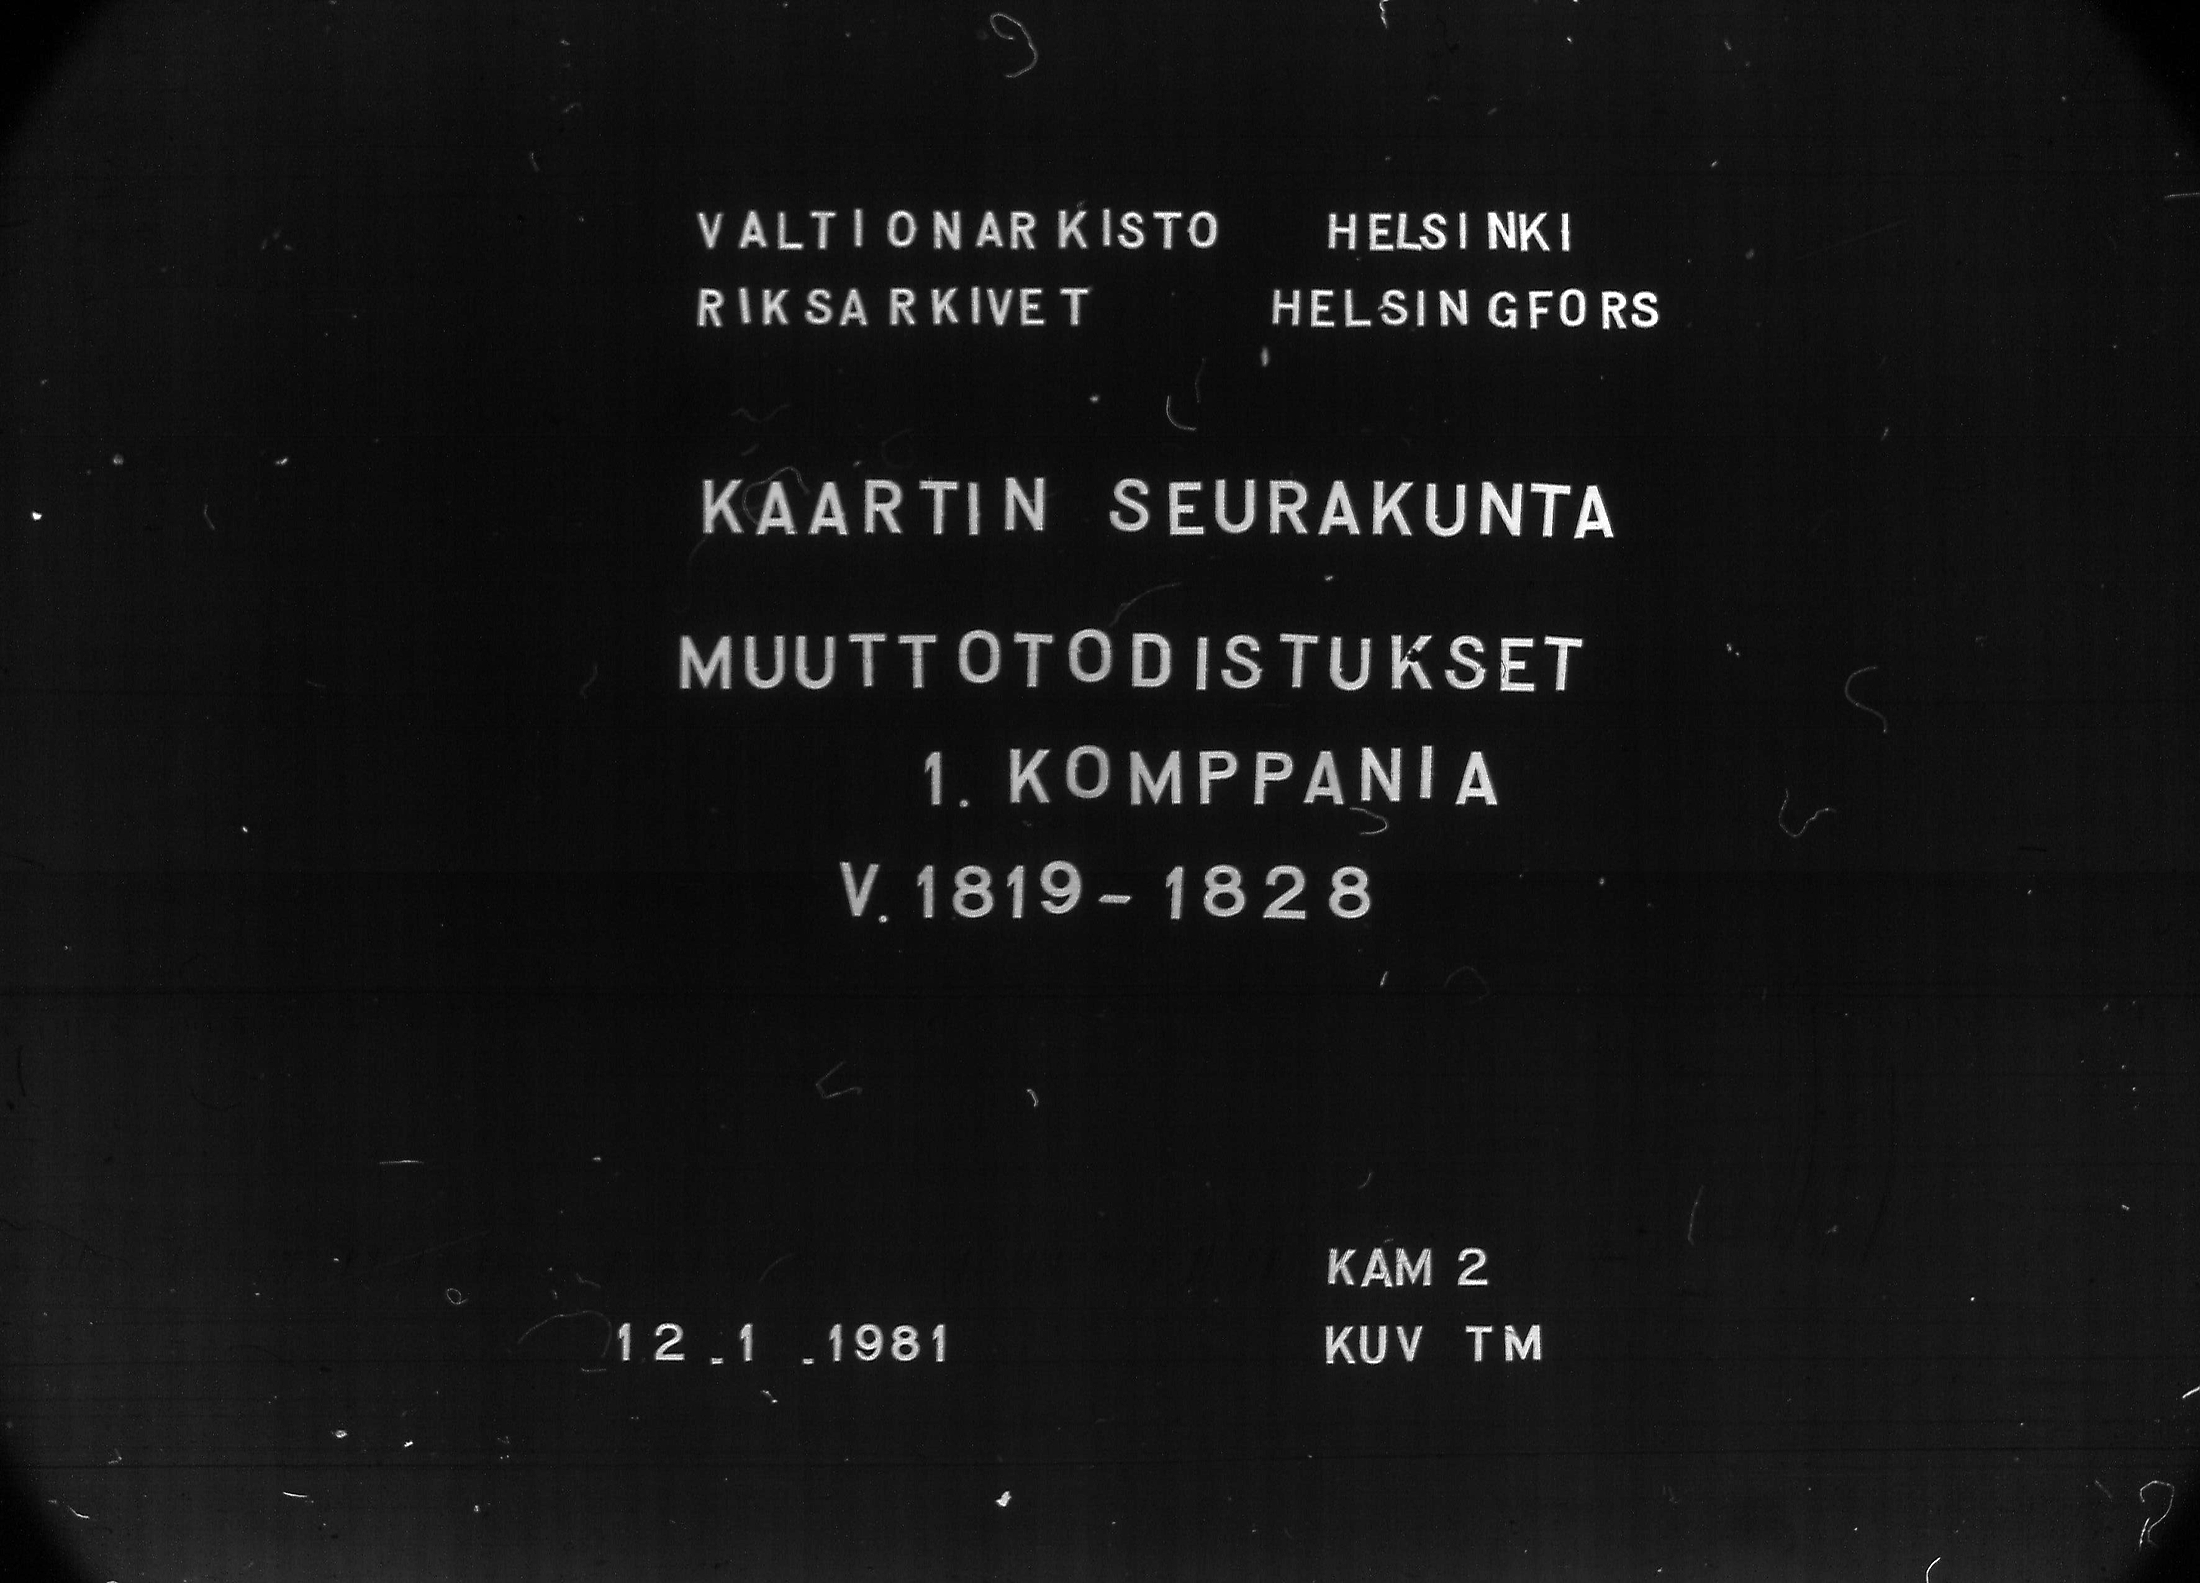 VALTIONARKISTO HELSINKI
RIKSARKIVET HELSINGFORS
KAARTIN SEURAKUNTA
MUUTTOTODISTUKSET
1. KOMPPANIA
V. 1819-1828
KAM 2
12.1.1981 KUV TM